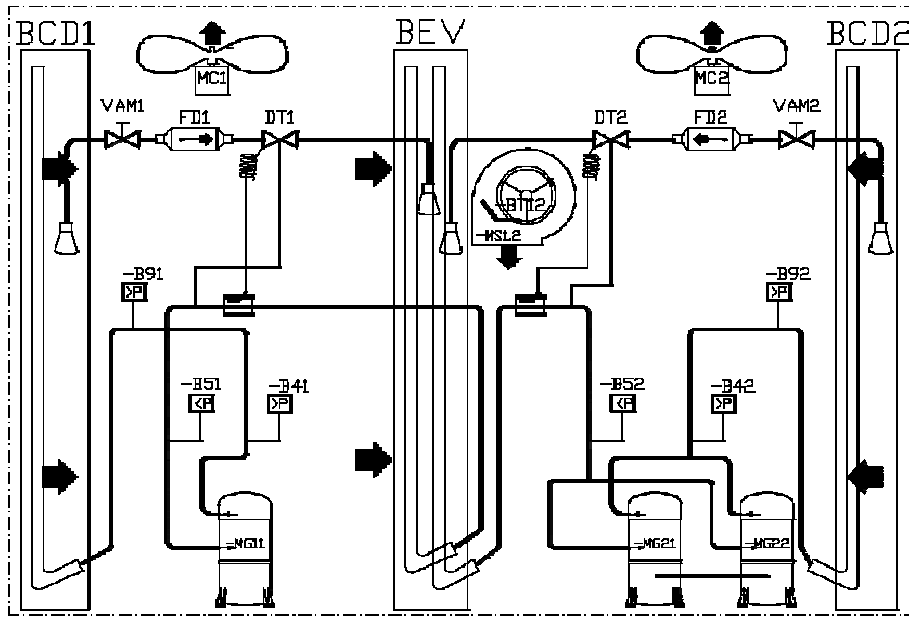 BCD1 BEV BCD2
MC1 MC2
VAM1 FD1 DT1 DT2 FD2 VAM2
-BTI2
-MSL2
-B91 -B92
>P >P
-B51 -B41 -B52 -B42
<P >P <P >P
-MG11 -MG21 -MG22